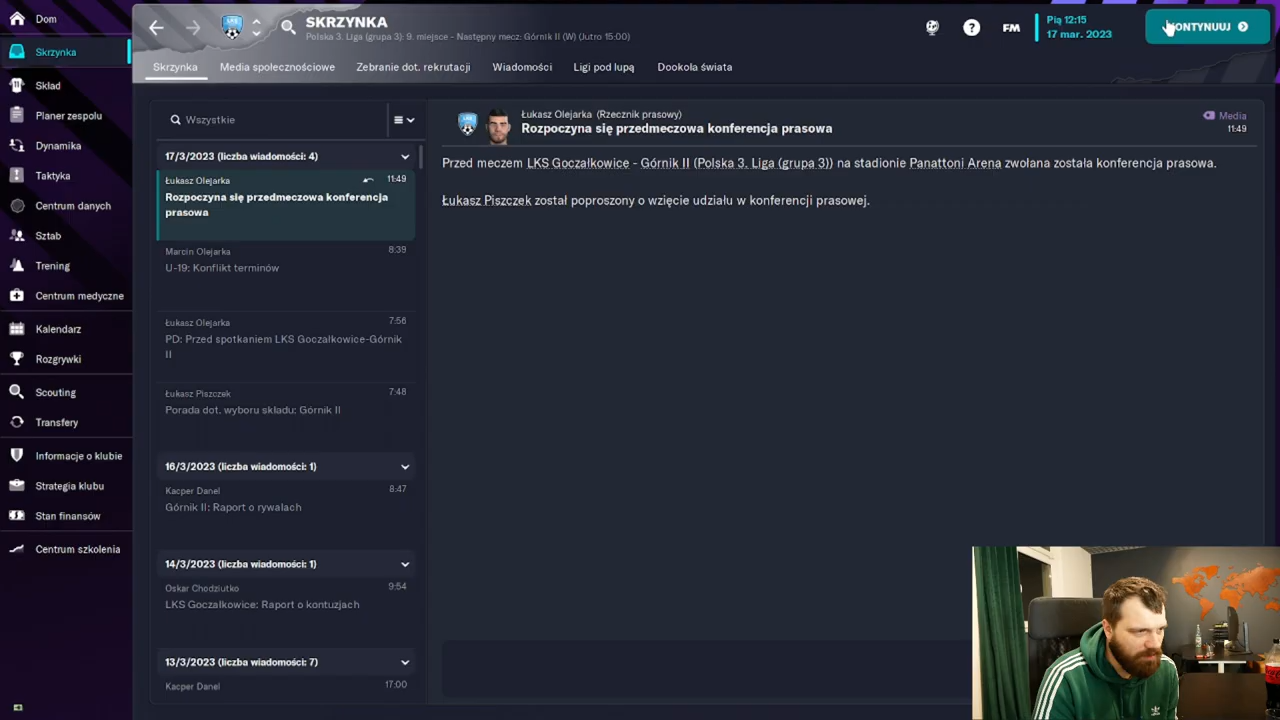 Dom
Skrzynka
Skład
Planer zespołu
Dynamika
Taktyka
Centrum danych
Sztab
Trening
Centrum medyczne
Kalendarz
Rozgrywki
Scouting
Transfery
Informacje o klubie
Strategia klubu
Stan finansów
Centrum szkolenia
SKRZYNKA
Polska 3. Liga (grupa 3): 9. miejsce - Następny mecz: Górnik II (W) (Jutro 15:00)
FM
Pią 12:15
17 mar. 2023
KONTYNUUJ
Skrzynka
Media społecznościowe
Zebranie dot. rekrutacji
Wiadomości
Ligi pod lupą
Dookoła świata
Wszystkie
17/3/2023 (liczba wiadomości: 4)
Łukasz Olejarka 11:49
Rozpoczyna się przedmeczowa konferencja
prasowa
Marcin Olejarka 8:39
U-19: Konflikt terminów
Łukasz Olejarka 7:56
PD: Przed spotkaniem LKS Goczałkowice-Górnik
II
Łukasz Piszczek 7:48
Porada dot. wyboru składu: Górnik II
16/3/2023 (liczba wiadomości: 1)
Kacper Danel 8:47
Górnik II: Raport o rywalach
14/3/2023 (liczba wiadomości: 1)
Oskar Chodziutko 9:54
LKS Goczałkowice: Raport o kontuzjach
13/3/2023 (liczba wiadomości: 7)
Kacper Danel 17:00
Łukasz Olejarka (Rzecznik prasowy)
Rozpoczyna się przedmeczowa konferencja prasowa
Media
11:49
Przed meczem LKS Goczałkowice - Górnik II (Polska 3. Liga (grupa 3)) na stadionie Panattoni Arena zwołana została konferencja prasowa.
Łukasz Piszczek został poproszony o wzięcie udziału w konferencji prasowej.